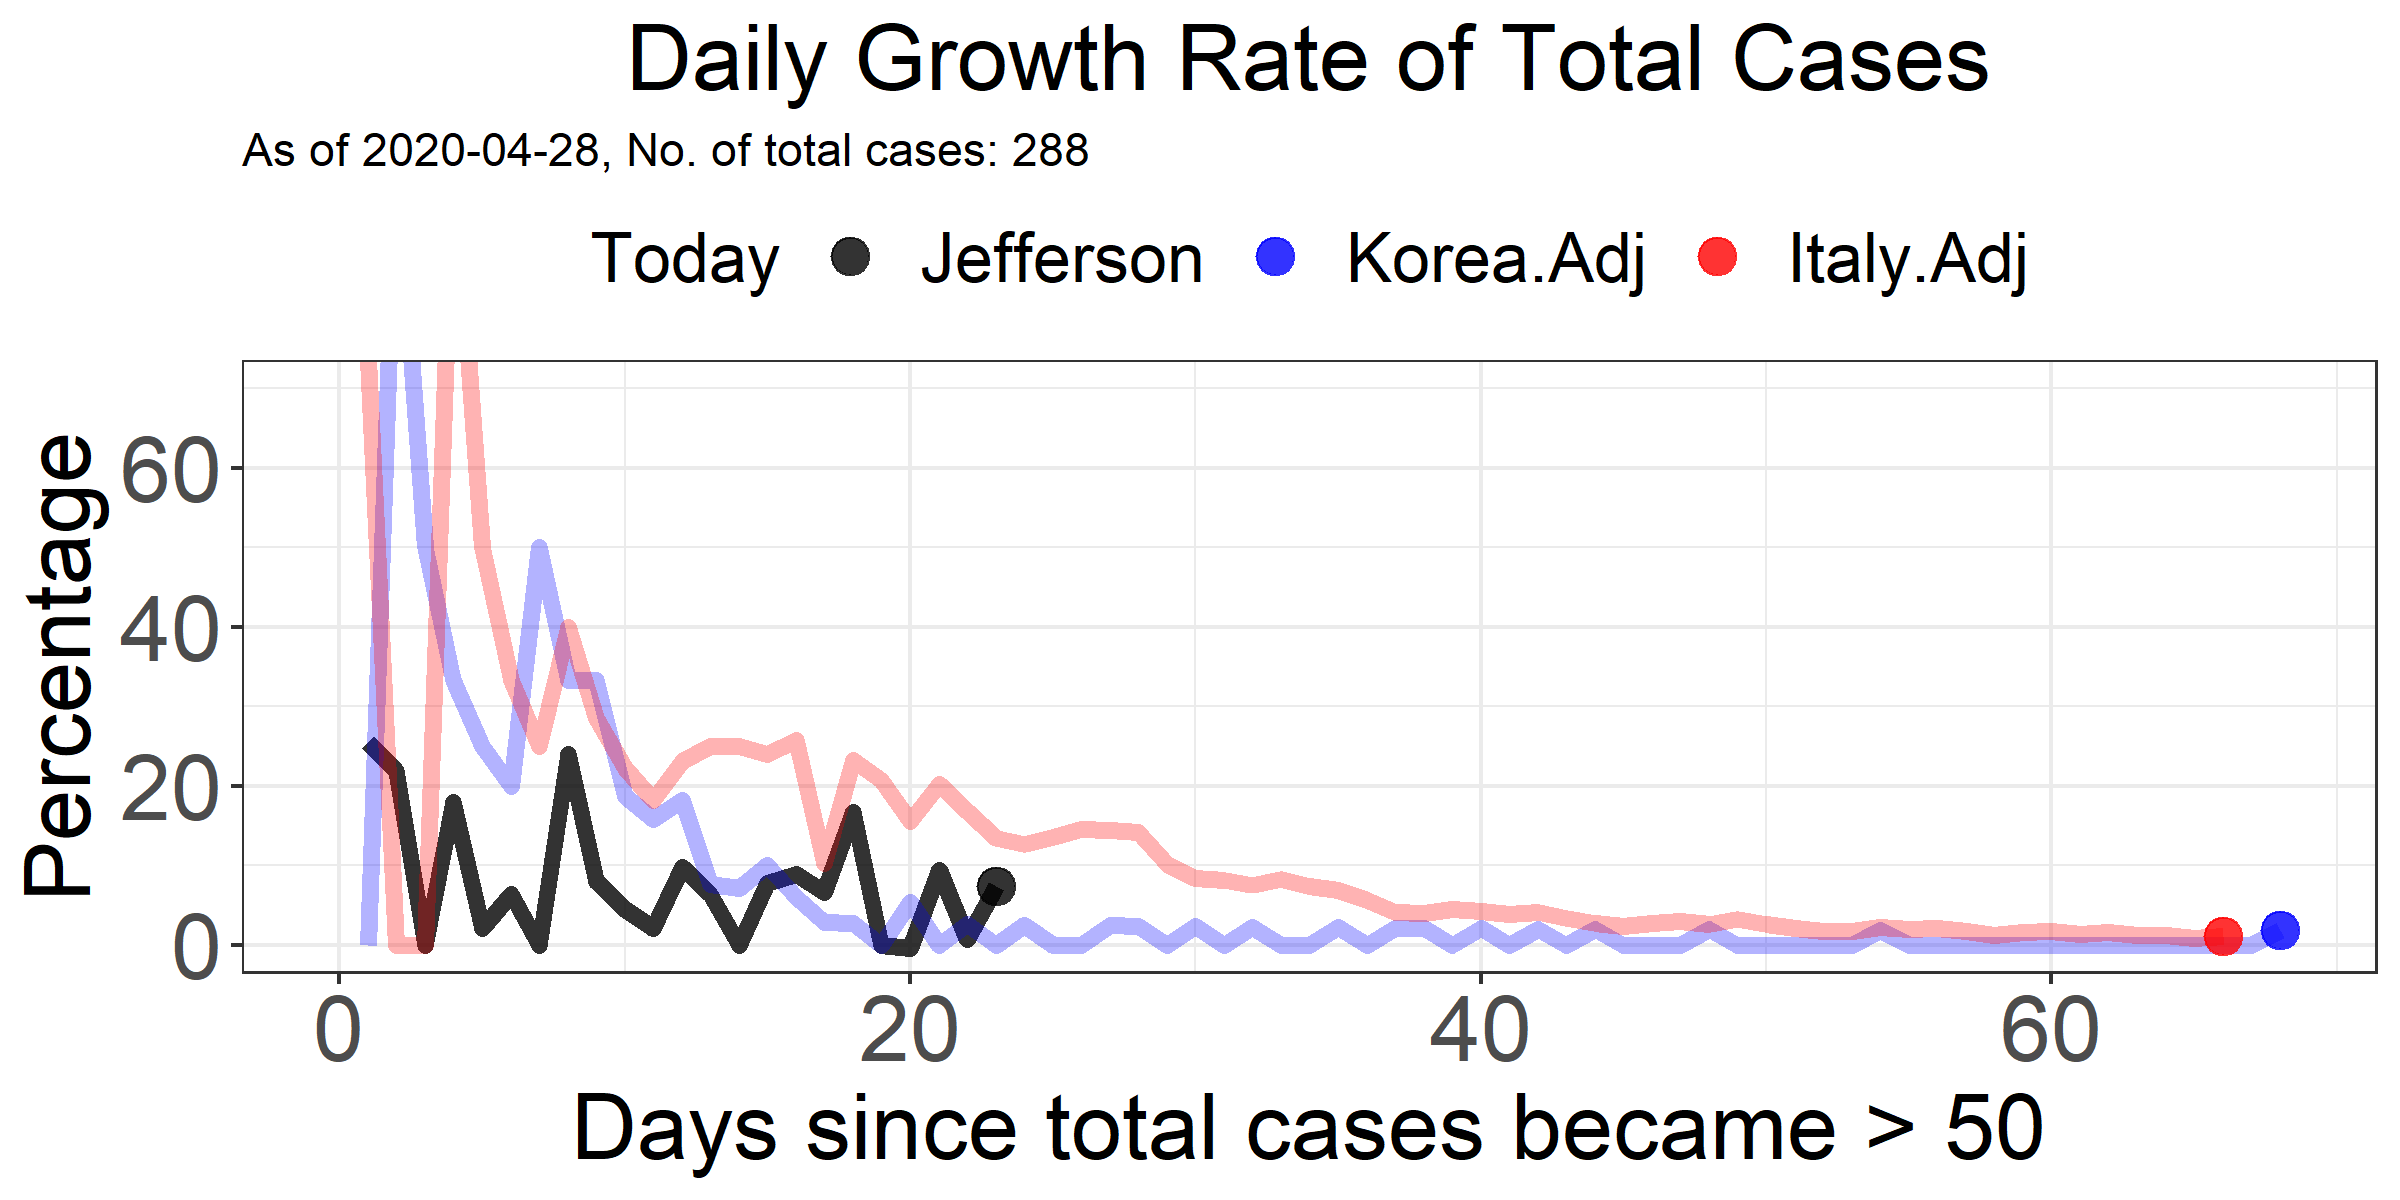 Daily Growth Rate of Total Cases
As of 2020-04-28, No. of total cases: 288
Today Jefferson Korea.Adj Italy.Adj
Percentage
60
40
20
0
0 20 40 60
Days since total cases became > 50